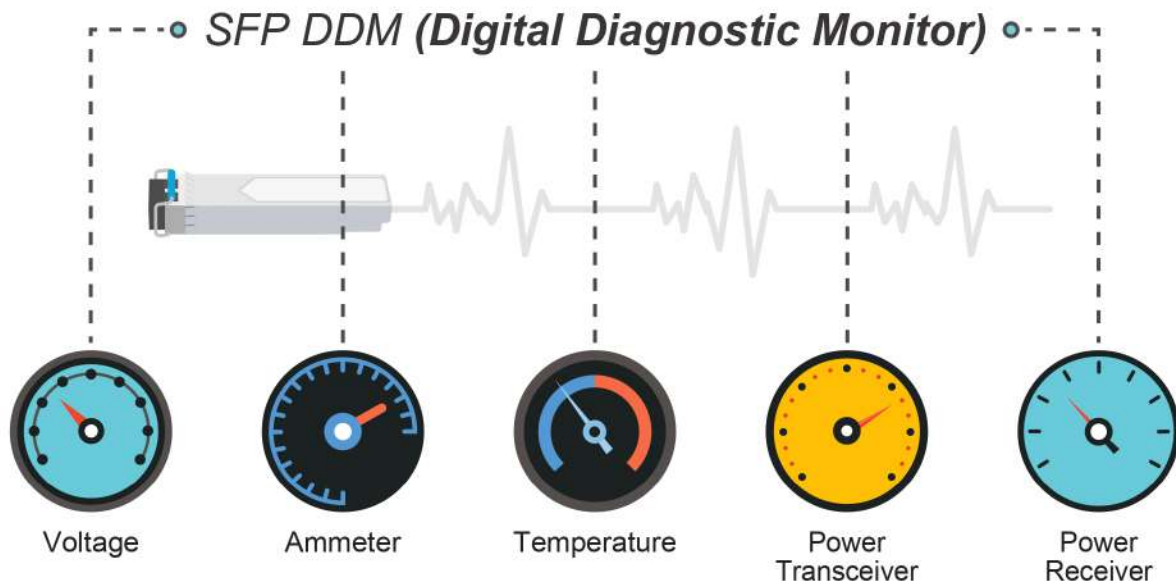 SFP DDM (Digital Diagnostic Monitor)
Voltage
Ammeter
Temperature
Power
Transceiver
Power
Receiver